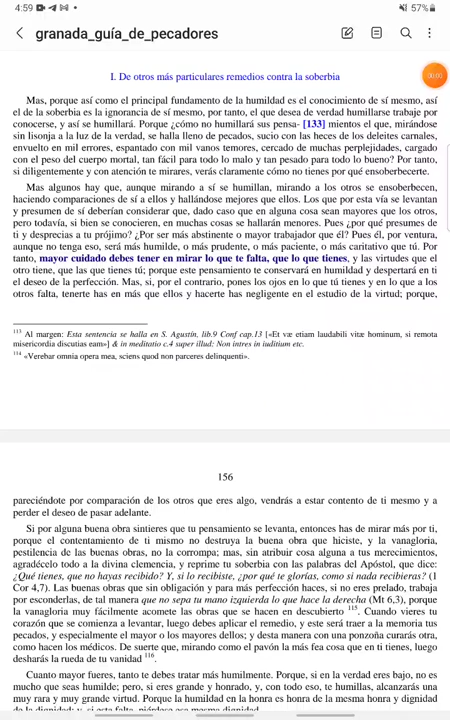 4:59
57%
granada_guía_de_pecadores
00:00
I. De otros más particulares remedios contra la soberbia
Mas, porque así como el principal fundamento de la humildad es el conocimiento de sí mesmo, así
el de la soberbia es la ignorancia de sí mesmo, por tanto, el que desea de verdad humillarse trabaje por
conocerse, y así se humillará. Porque ¿cómo no humillará sus pensa- [133] mientos el que, mirándose
sin lisonja a la luz de la verdad, se halla lleno de pecados, sucio con las heces de los deleites carnales,
envuelto en mil errores, espantado con mil vanos temores, cercado de muchas perplejidades, cargado
con el peso del cuerpo mortal, tan fácil para todo lo malo y tan pesado para todo lo bueno? Por tanto,
si diligentemente y con atención te mirares, verás claramente cómo no tienes por qué ensoberbecerte.
Mas algunos hay que, aunque mirando a sí se humillan, mirando a los otros se ensoberbecen,
haciendo comparaciones de sí a ellos y hallándose mejores que ellos. Los que por esta vía se levantan
y presumen de sí deberían considerar que, dado caso que en alguna cosa sean mayores que los otros,
pero todavía, si bien se conocieren, en muchas cosas se hallarán menores. Pues ¿por qué presumes de
ti y desprecias a tu prójimo? ¿Por ser más abstinente o mayor trabajador que él? Pues él, por ventura,
aunque no tenga eso, será más humilde, o más prudente, o más paciente, o más caritativo que tú. Por
tanto, mayor cuidado debes tener en mirar lo que te falta, que lo que tienes, y las virtudes que el
otro tiene, que las que tienes tú; porque este pensamiento te conservará en humildad y despertará en ti
el deseo de la perfección. Mas, si, por el contrario, pones los ojos en lo que tú tienes y en lo que a los
otros falta, tenerte has en más que ellos y hacerte has negligente en el estudio de la virtud; porque,
113 Al margen: Esta sentencia se halla en S. Agustín, lib.9 Conf cap.13 [«Et væ etiam laudabili vitæ hominum, si remota
misericordia discutias eam»] & in meditatio c.4 super illud; Non intres in iuditium etc.
114 «Verebar omnia opera mea, sciens quod non parceres delinquenti».
156
pareciéndote por comparación de los otros que eres algo, vendrás a estar contento de ti mesmo y a
perder el deseo de pasar adelante.
Si por alguna buena obra sintieres que tu pensamiento se levanta, entonces has de mirar más por ti,
porque el contentamiento de ti mismo no destruya la buena obra que hiciste, y la vanagloria,
pestilencia de las buenas obras, no la corrompa; mas, sin atribuir cosa alguna a tus merecimientos,
agradécelo todo a la divina clemencia, y reprime tu soberbia con las palabras del Apóstol, que dice:
¿Qué tienes, que no hayas recibido? Y, si lo recibiste, ¿por qué te glorías, como si nada recibieras? (1
Cor 4,7). Las buenas obras que sin obligación y para más perfección haces, si no eres prelado, trabaja
por esconderlas, de tal manera que no sepa tu mano izquierda lo que hace la derecha (Mt 6,3), porque
la vanagloria muy fácilmente acomete las obras que se hacen en descubierto 115. Cuando vieres tu
corazón que se comienza a levantar, luego debes aplicar el remedio, y este será traer a la memoria tus
pecados, y especialmente el mayor o los mayores dellos; y desta manera con una ponzoña curarás otra,
como hacen los médicos. De suerte que, mirando como el pavón la más fea cosa que en ti tienes, luego
desharás la rueda de tu vanidad 116.
Cuanto mayor fueres, tanto te debes tratar más humilmente. Porque, si en la verdad eres bajo, no es
mucho que seas humilde; pero, si eres grande y honrado, y, con todo eso, te humillas, alcanzarás una
muy rara y muy grande virtud. Porque la humildad en la honra es honra de la mesma honra y dignidad
de la dignidad; y, si esta falta, piérdese esa mesma dignidad.